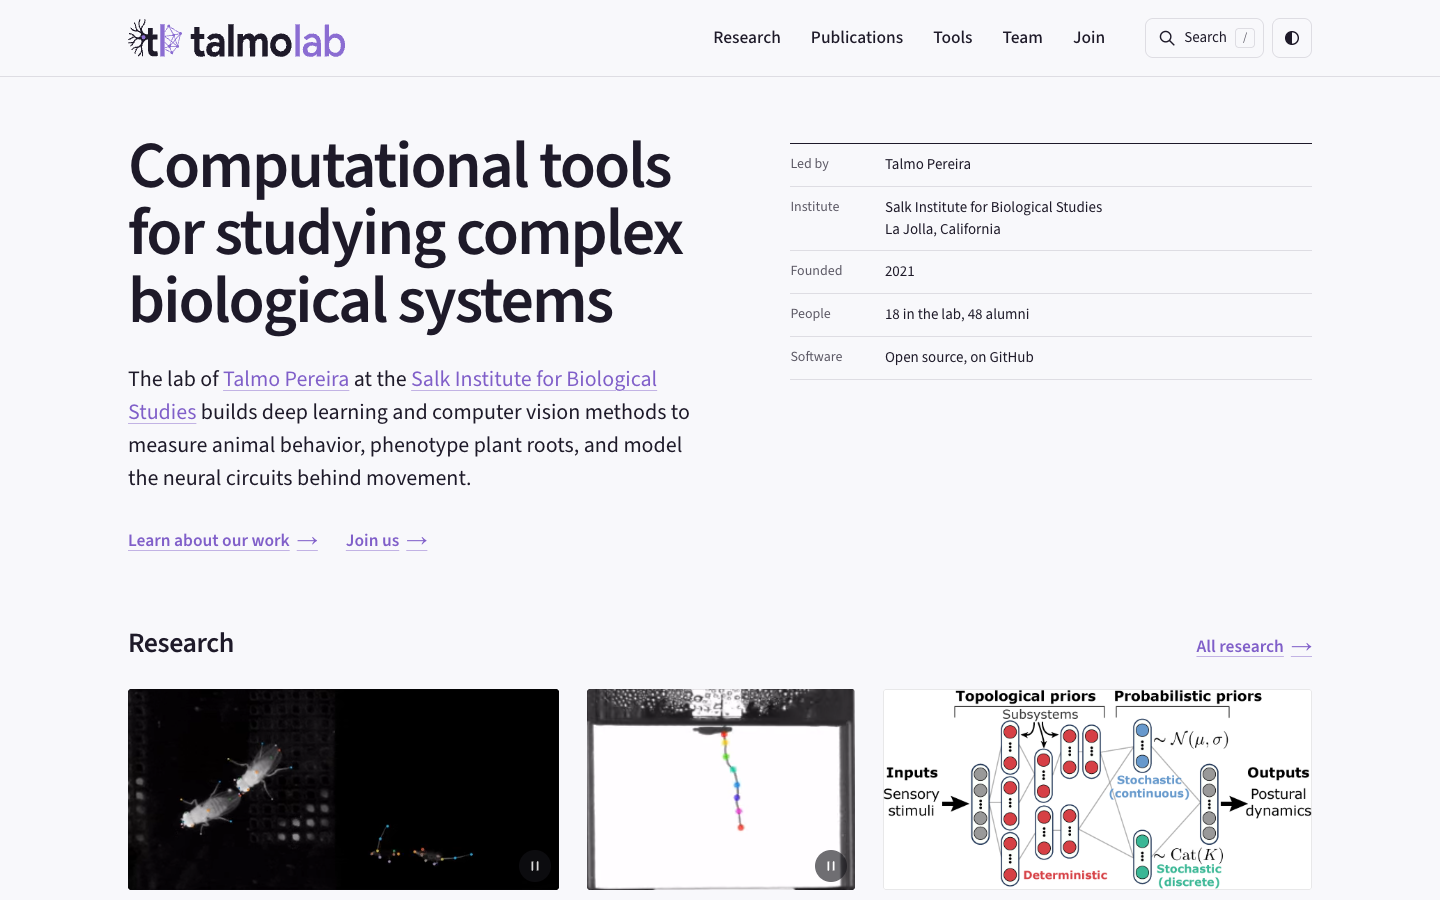 tl talmolab
Research
Publications
Tools
Team
Join
Search /
Computational tools
for studying complex
biological systems
Led by Talmo Pereira
Institute Salk Institute for Biological Studies
La Jolla, California
Founded 2021
People 18 in the lab, 48 alumni
Software Open source, on GitHub
The lab of Talmo Pereira at the Salk Institute for Biological
Studies builds deep learning and computer vision methods to
measure animal behavior, phenotype plant roots, and model
the neural circuits behind movement.
Learn about our work →
Join us →
Research
All research →
Topological priors
Probabilistic priors
Subsystems
~ N(μ, σ)
Inputs
Sensory
stimuli
Stochastic
(continuous)
Outputs
Postural
dynamics
~ Cat(K)
Deterministic
Stochastic
(discrete)